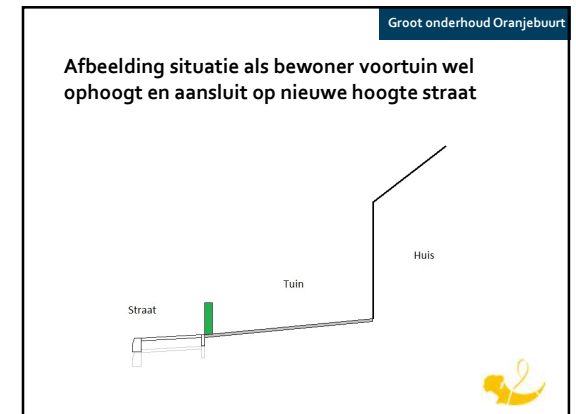 Groot onderhoud Oranjebuurt
Afbeelding situatie als bewoner voortuin wel
ophoogt en aansluit op nieuwe hoogte straat
Huis
Tuin
Straat